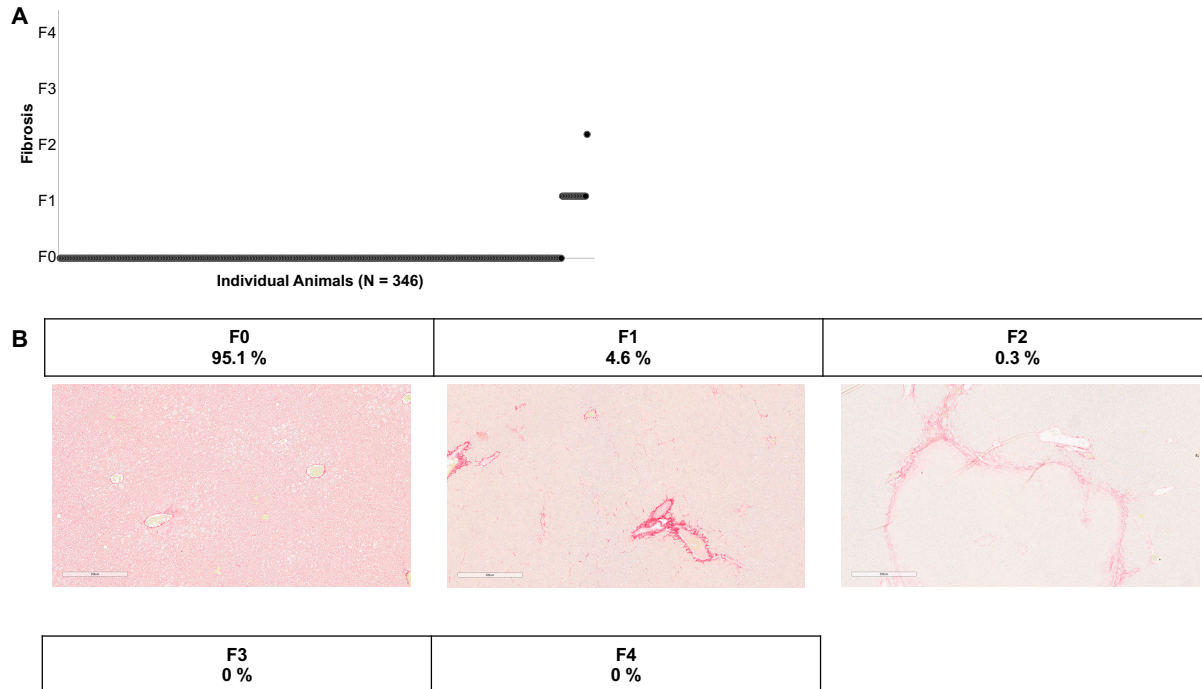 A
F4
F3
F2
F1
F0
Fibrosis
Individual Animals (N = 346)
B
F0
95.1 %
F1
4.6 %
F2
0.3 %
F3
0 %
F4
0 %